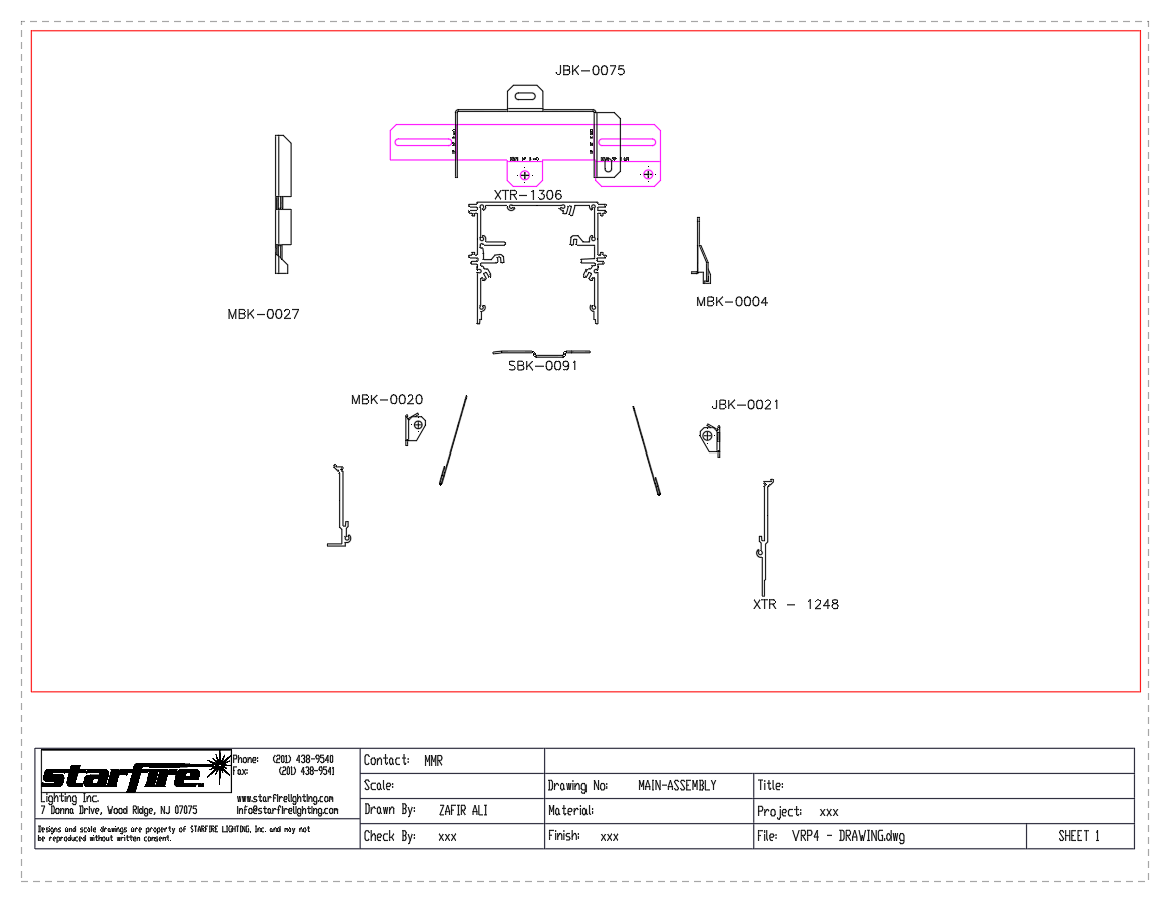 JBK-0075
XTR-1306
MBK-0027
MBK-0004
SBK-0091
MBK-0020
JBK-0021
XTR - 1248
starfire
Lighting Inc.
7 Donna Drive, Wood Ridge, NJ 07075
Phone: (201) 438-9540
Fax: (201) 438-9541
www.starfirelighting.com
info@starfirelighting.com
Designs and scale drawings are property of STARFIRE LIGHTING, Inc. and may not
be reproduced without written consent.
Contact: MMR
Scale:
Drawing No: MAIN-ASSEMBLY
Title:
Drawn By: ZAFIR ALI
Material:
Project: xxx
Check By: xxx
Finish: xxx
File: VRP4 - DRAWING.dwg
SHEET 1